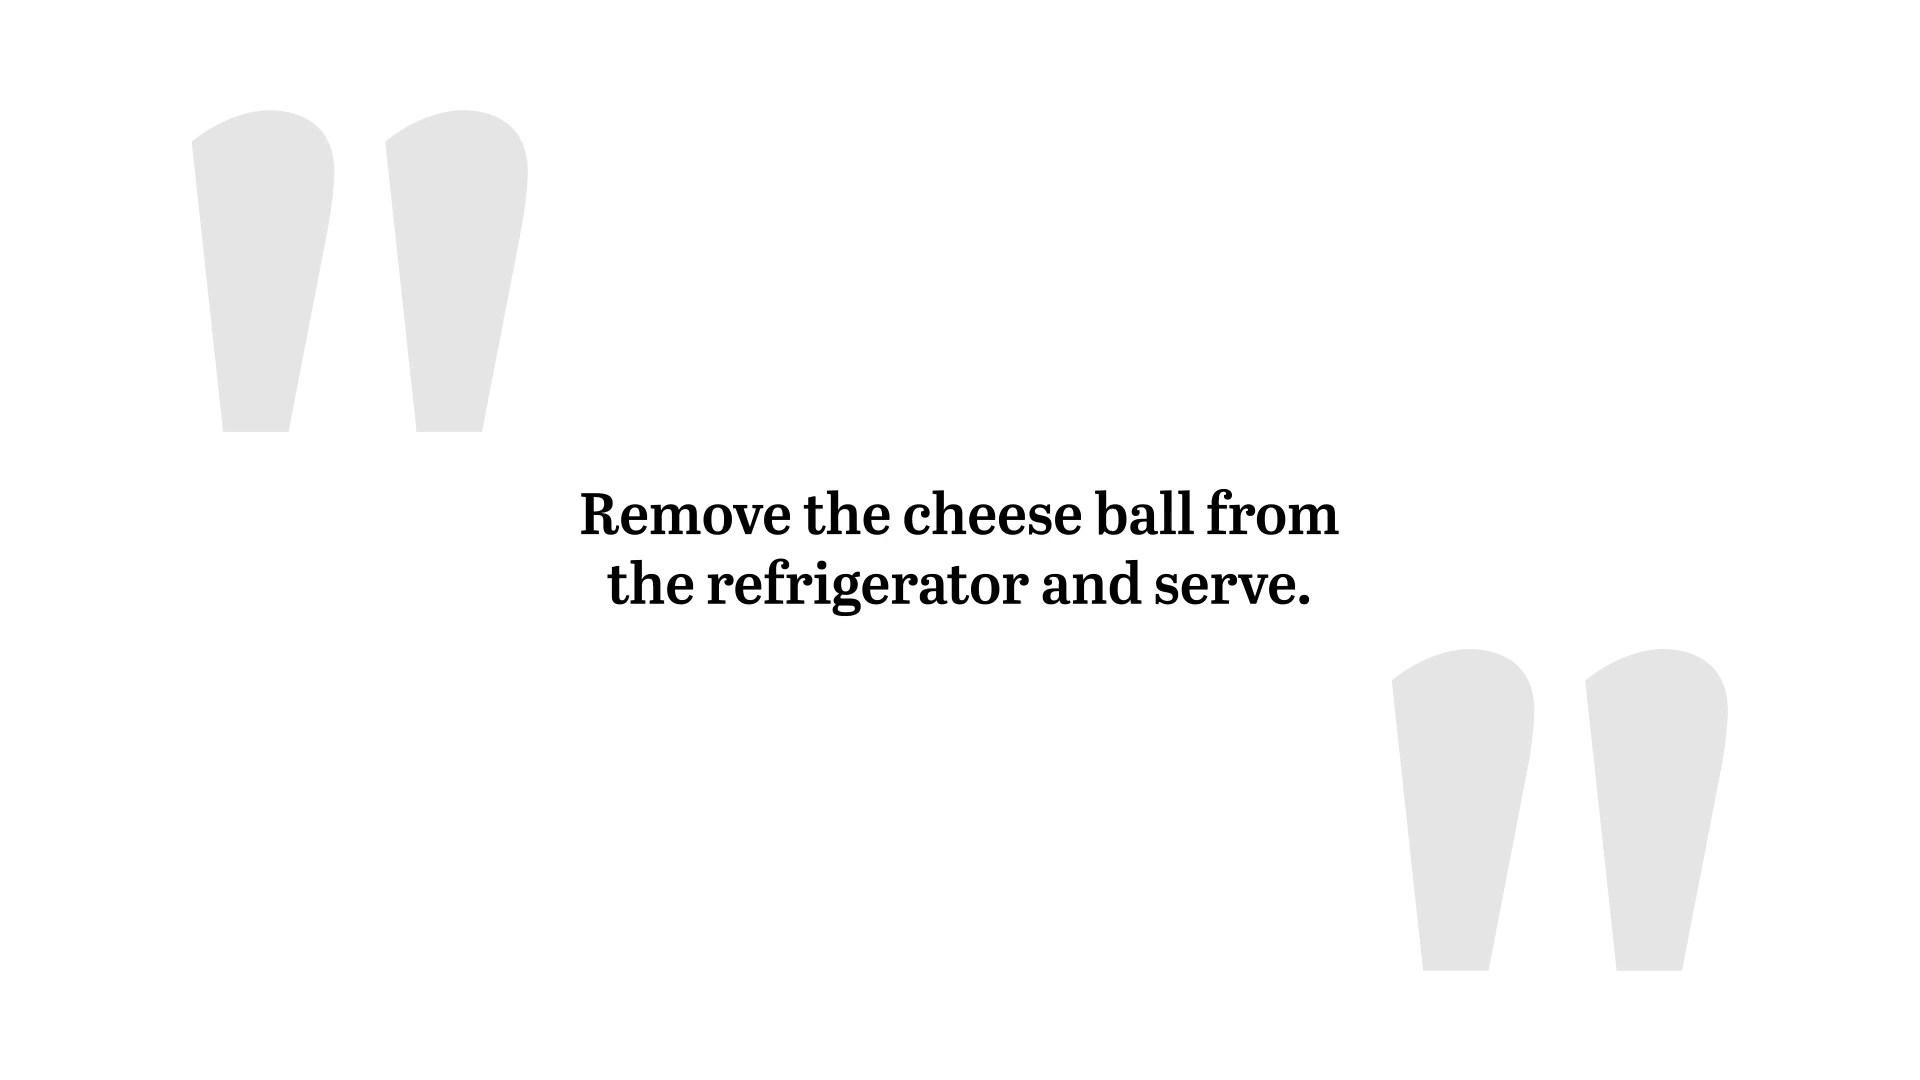 Remove the cheese ball from
the refrigerator and serve.